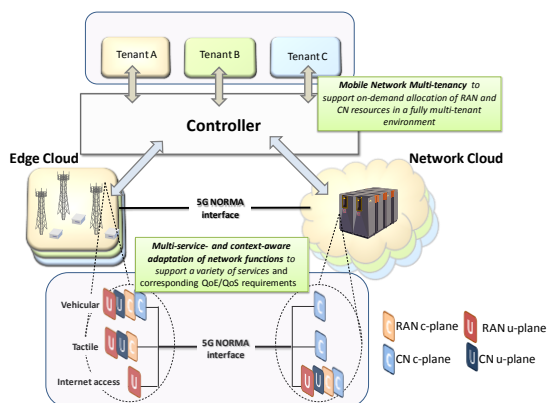 Tenant A
Tenant B
Tenant C
Mobile Network Multi-tenancy to
support on-demand allocation of RAN and
CN resources in a fully multi-tenant
environment
Controller
Edge Cloud
Network Cloud
5G NORMA
interface
Multi-service- and context-aware
adaptation of network functions to
support a variety of services and
corresponding QoE/QoS requirements
Vehicular
U U C C
C
Tactile
U U C
5G NORMA
interface
C
Internet access
U
U U C C
C RAN c-plane
U RAN u-plane
C CN c-plane
U CN u-plane